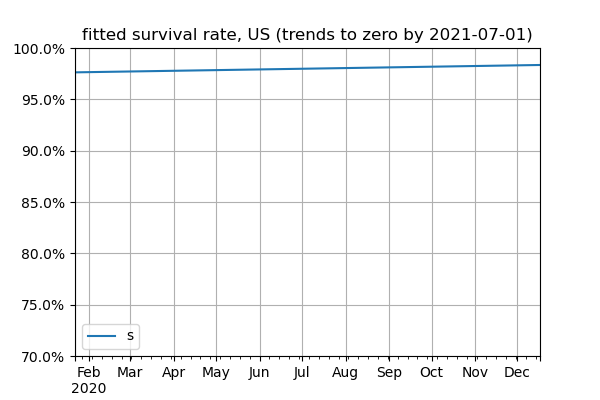 fitted survival rate, US (trends to zero by 2021-07-01)
100.0%
95.0%
90.0%
85.0%
80.0%
75.0%
70.0%
s
Feb Mar Apr May Jun Jul Aug Sep Oct Nov Dec
2020